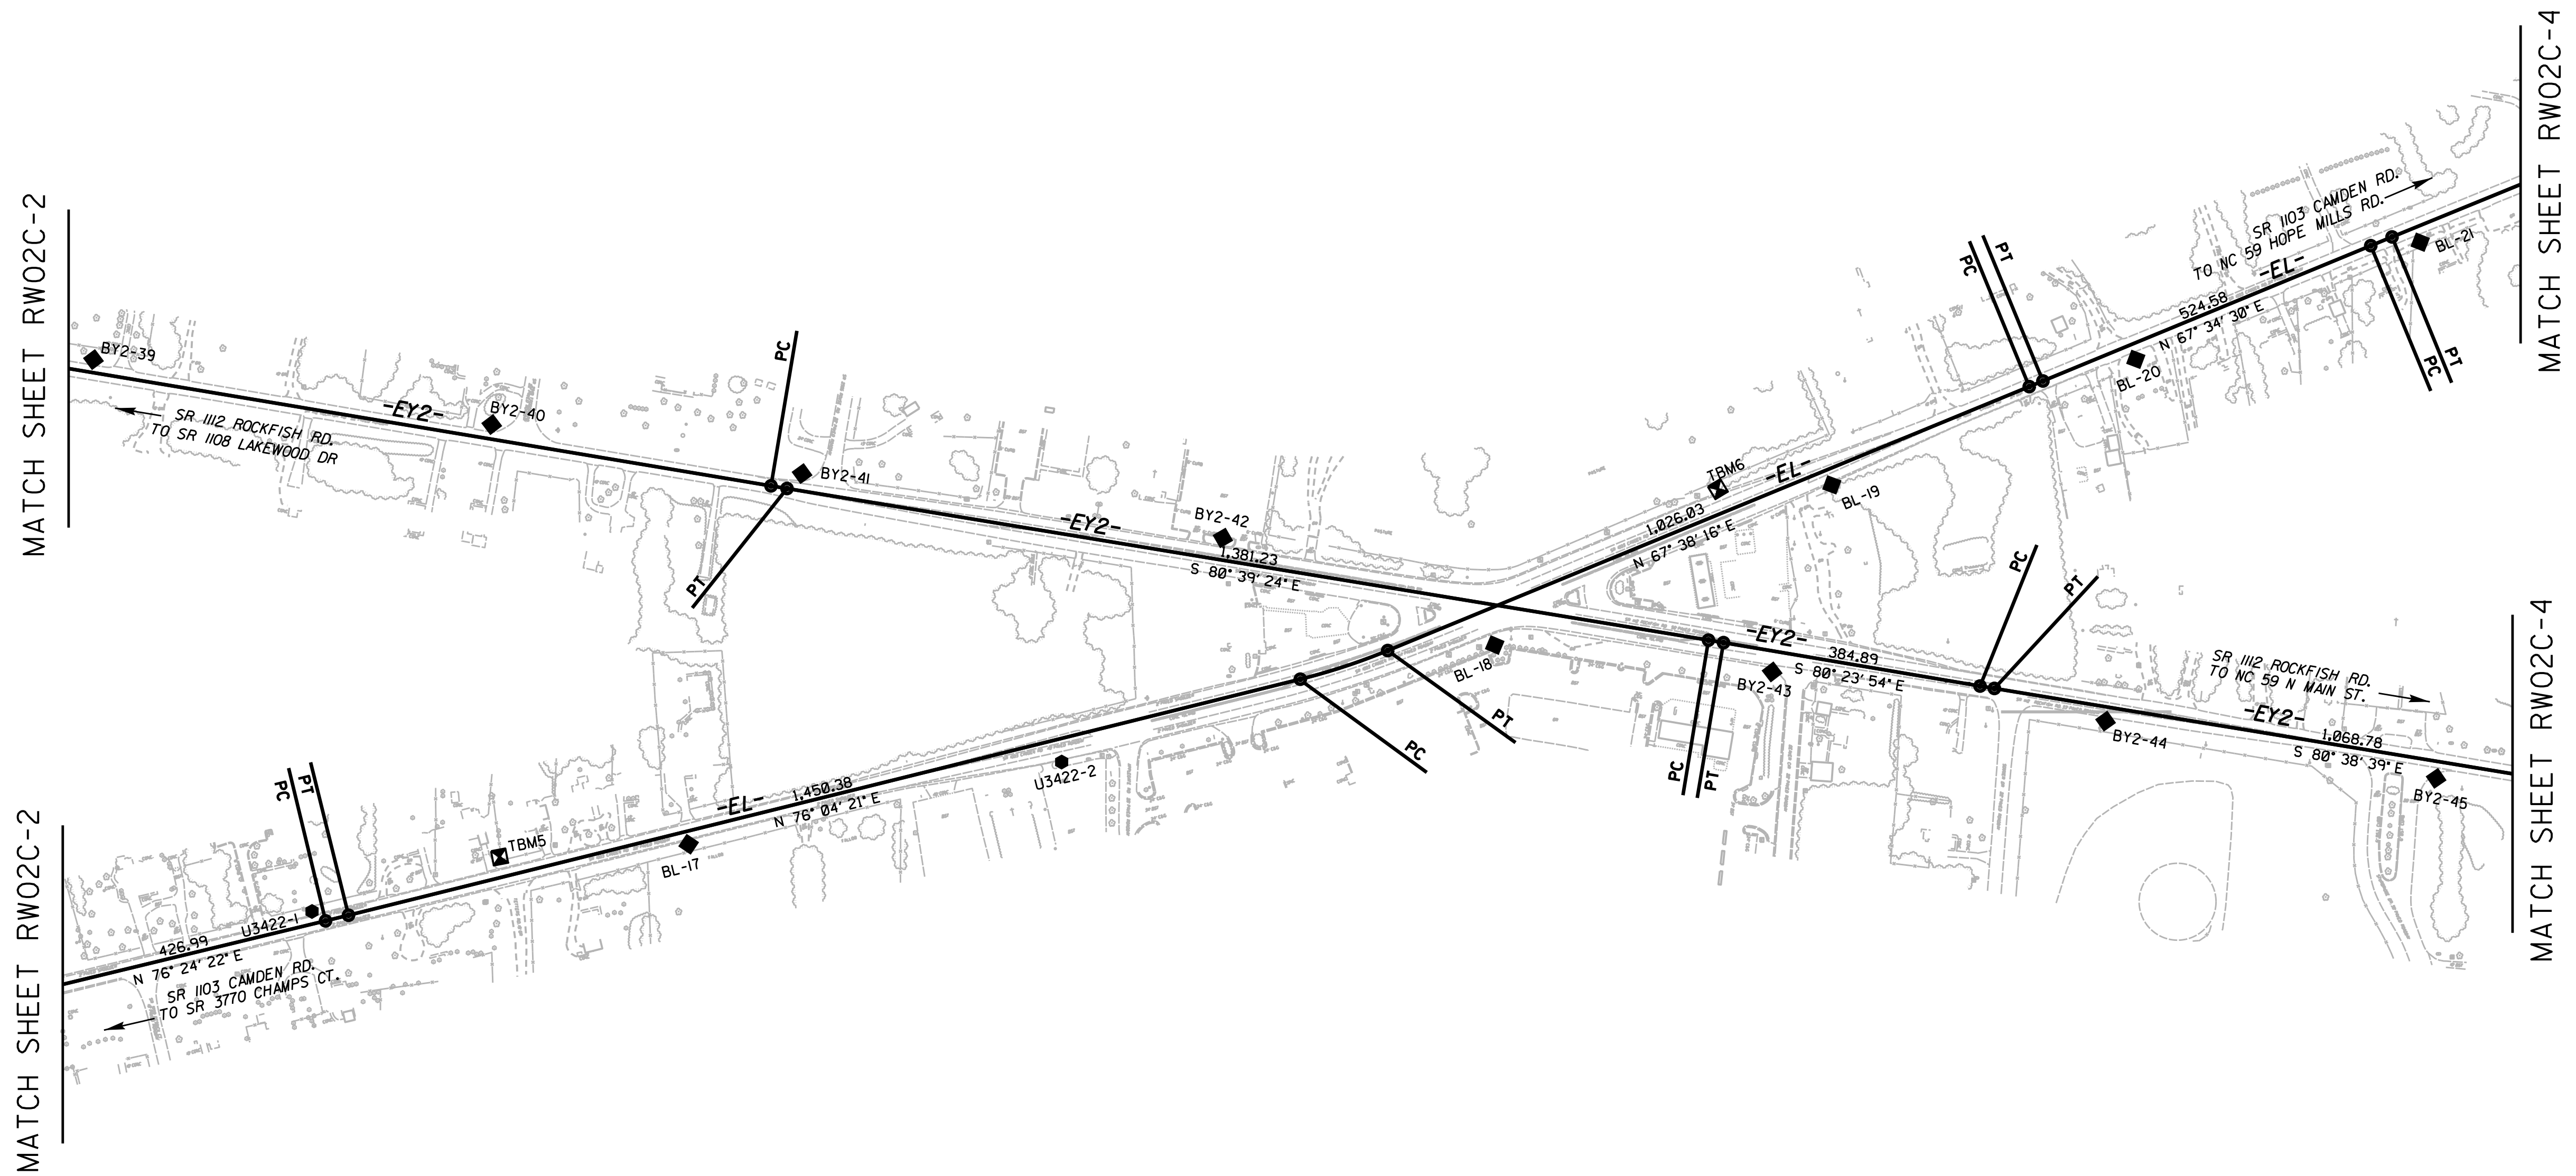 MATCH SHEET RW02C-2
MATCH SHEET RW02C-4
BY2-39
SR 1112 ROCKFISH RD.
TO SR 1108 LAKEWOOD DR
-EY2-
BY2-40
PC
BY2-41
PT
-EY2-
BY2-42
1,381.23
S 80° 39' 24" E
TBM6
-EL-
1,026.03
N 67° 38' 16" E
BL-19
PC
PT
BL-20
524.58
N 67° 34' 30" E
SR 1103 CAMDEN RD.
TO NC 59 HOPE MILLS RD.
-EL-
BL-21
PC
PT
MATCH SHEET RW02C-2
426.99
N 76° 24' 22" E
SR 1103 CAMDEN RD.
TO SR 3770 CHAMPS CT.
U3422-1
PC
PT
TBM5
BL-17
-EL-
1,450.38
N 76° 04' 21" E
U3422-2
PC
PT
BL-18
PC
PT
-EY2-
BY2-43
384.89
S 80° 23' 54" E
PC
PT
BY2-44
SR 1112 ROCKFISH RD.
TO NC 59 N MAIN ST.
-EY2-
1,068.78
S 80° 38' 39" E
BY2-45
MATCH SHEET RW02C-4